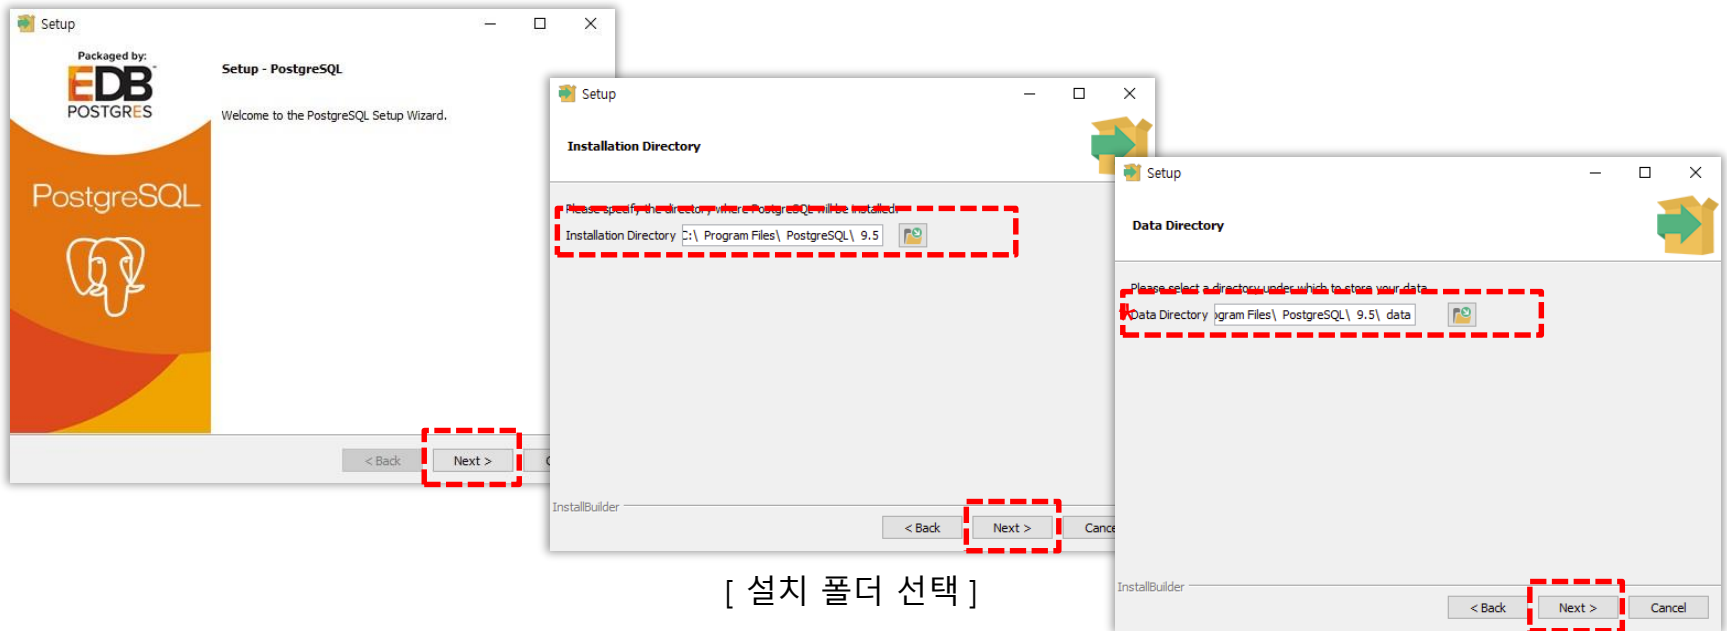 Setup
Packaged by:
EDB
POSTGRES
Setup - PostgreSQL
Welcome to the PostgreSQL Setup Wizard.
PostgreSQL
< Back
Next >
Setup
Installation Directory
Please specify the directory where PostgreSQL will be installed.
Installation Directory C:\ Program Files\ PostgreSQL\ 9.5
InstallBuilder
< Back
Next >
Cance
Setup
Data Directory
Please select a directory under which to store your data
* Data Directory ogram Files\ PostgreSQL\ 9.5\ data
InstallBuilder
< Back
Next >
Cancel
[ 설치 폴더 선택 ]